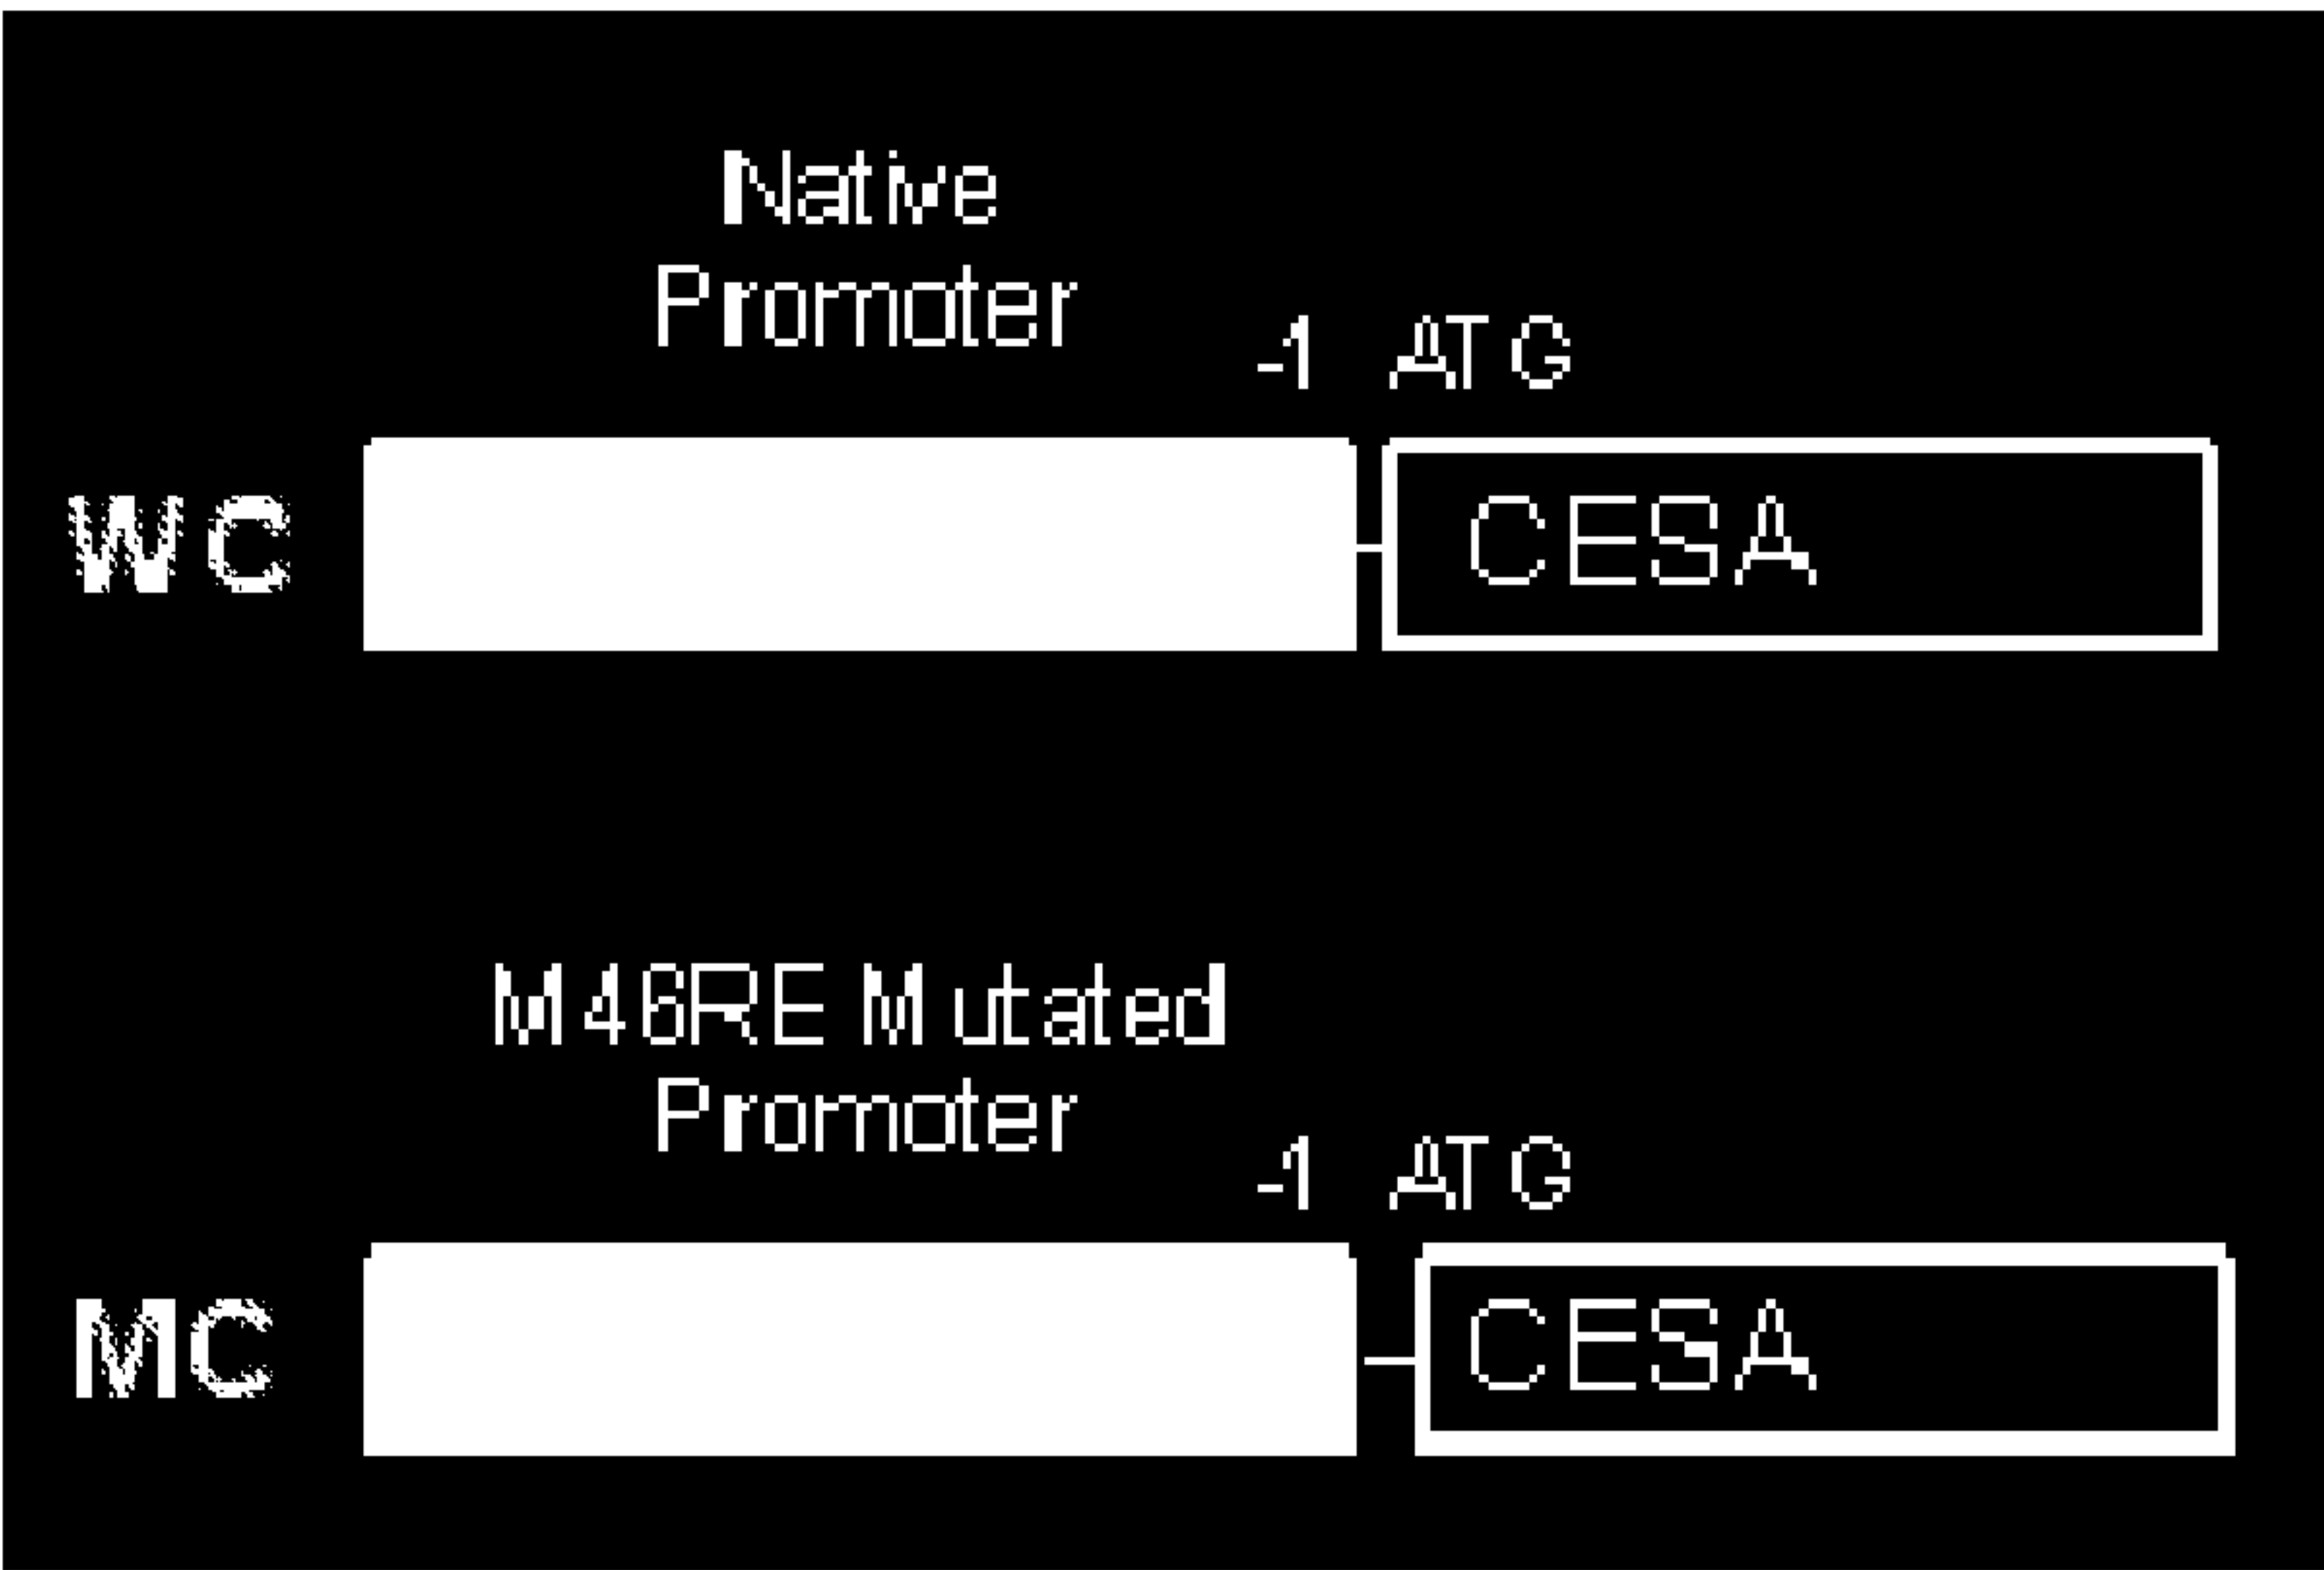 Native
Promoter
-1 ATG
WC CESA
M46RE Mutated
Promoter
-1 ATG
MC CESA